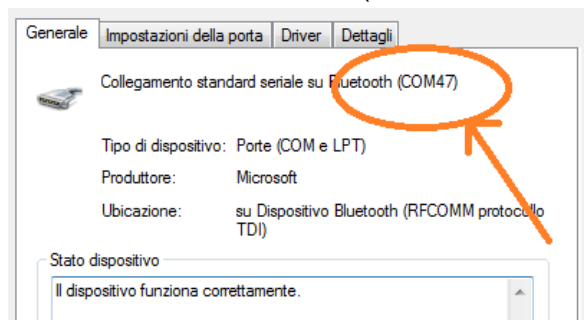 Generale Impostazioni della porta Driver Dettagli
Collegamento standard seriale su Bluetooth (COM47)
Tipo di dispositivo: Porte (COM e LPT)
Produttore: Microsoft
Ubicazione: su Dispositivo Bluetooth (RFCOMM protocollo
TDI)
Stato dispositivo
Il dispositivo funziona correttamente.